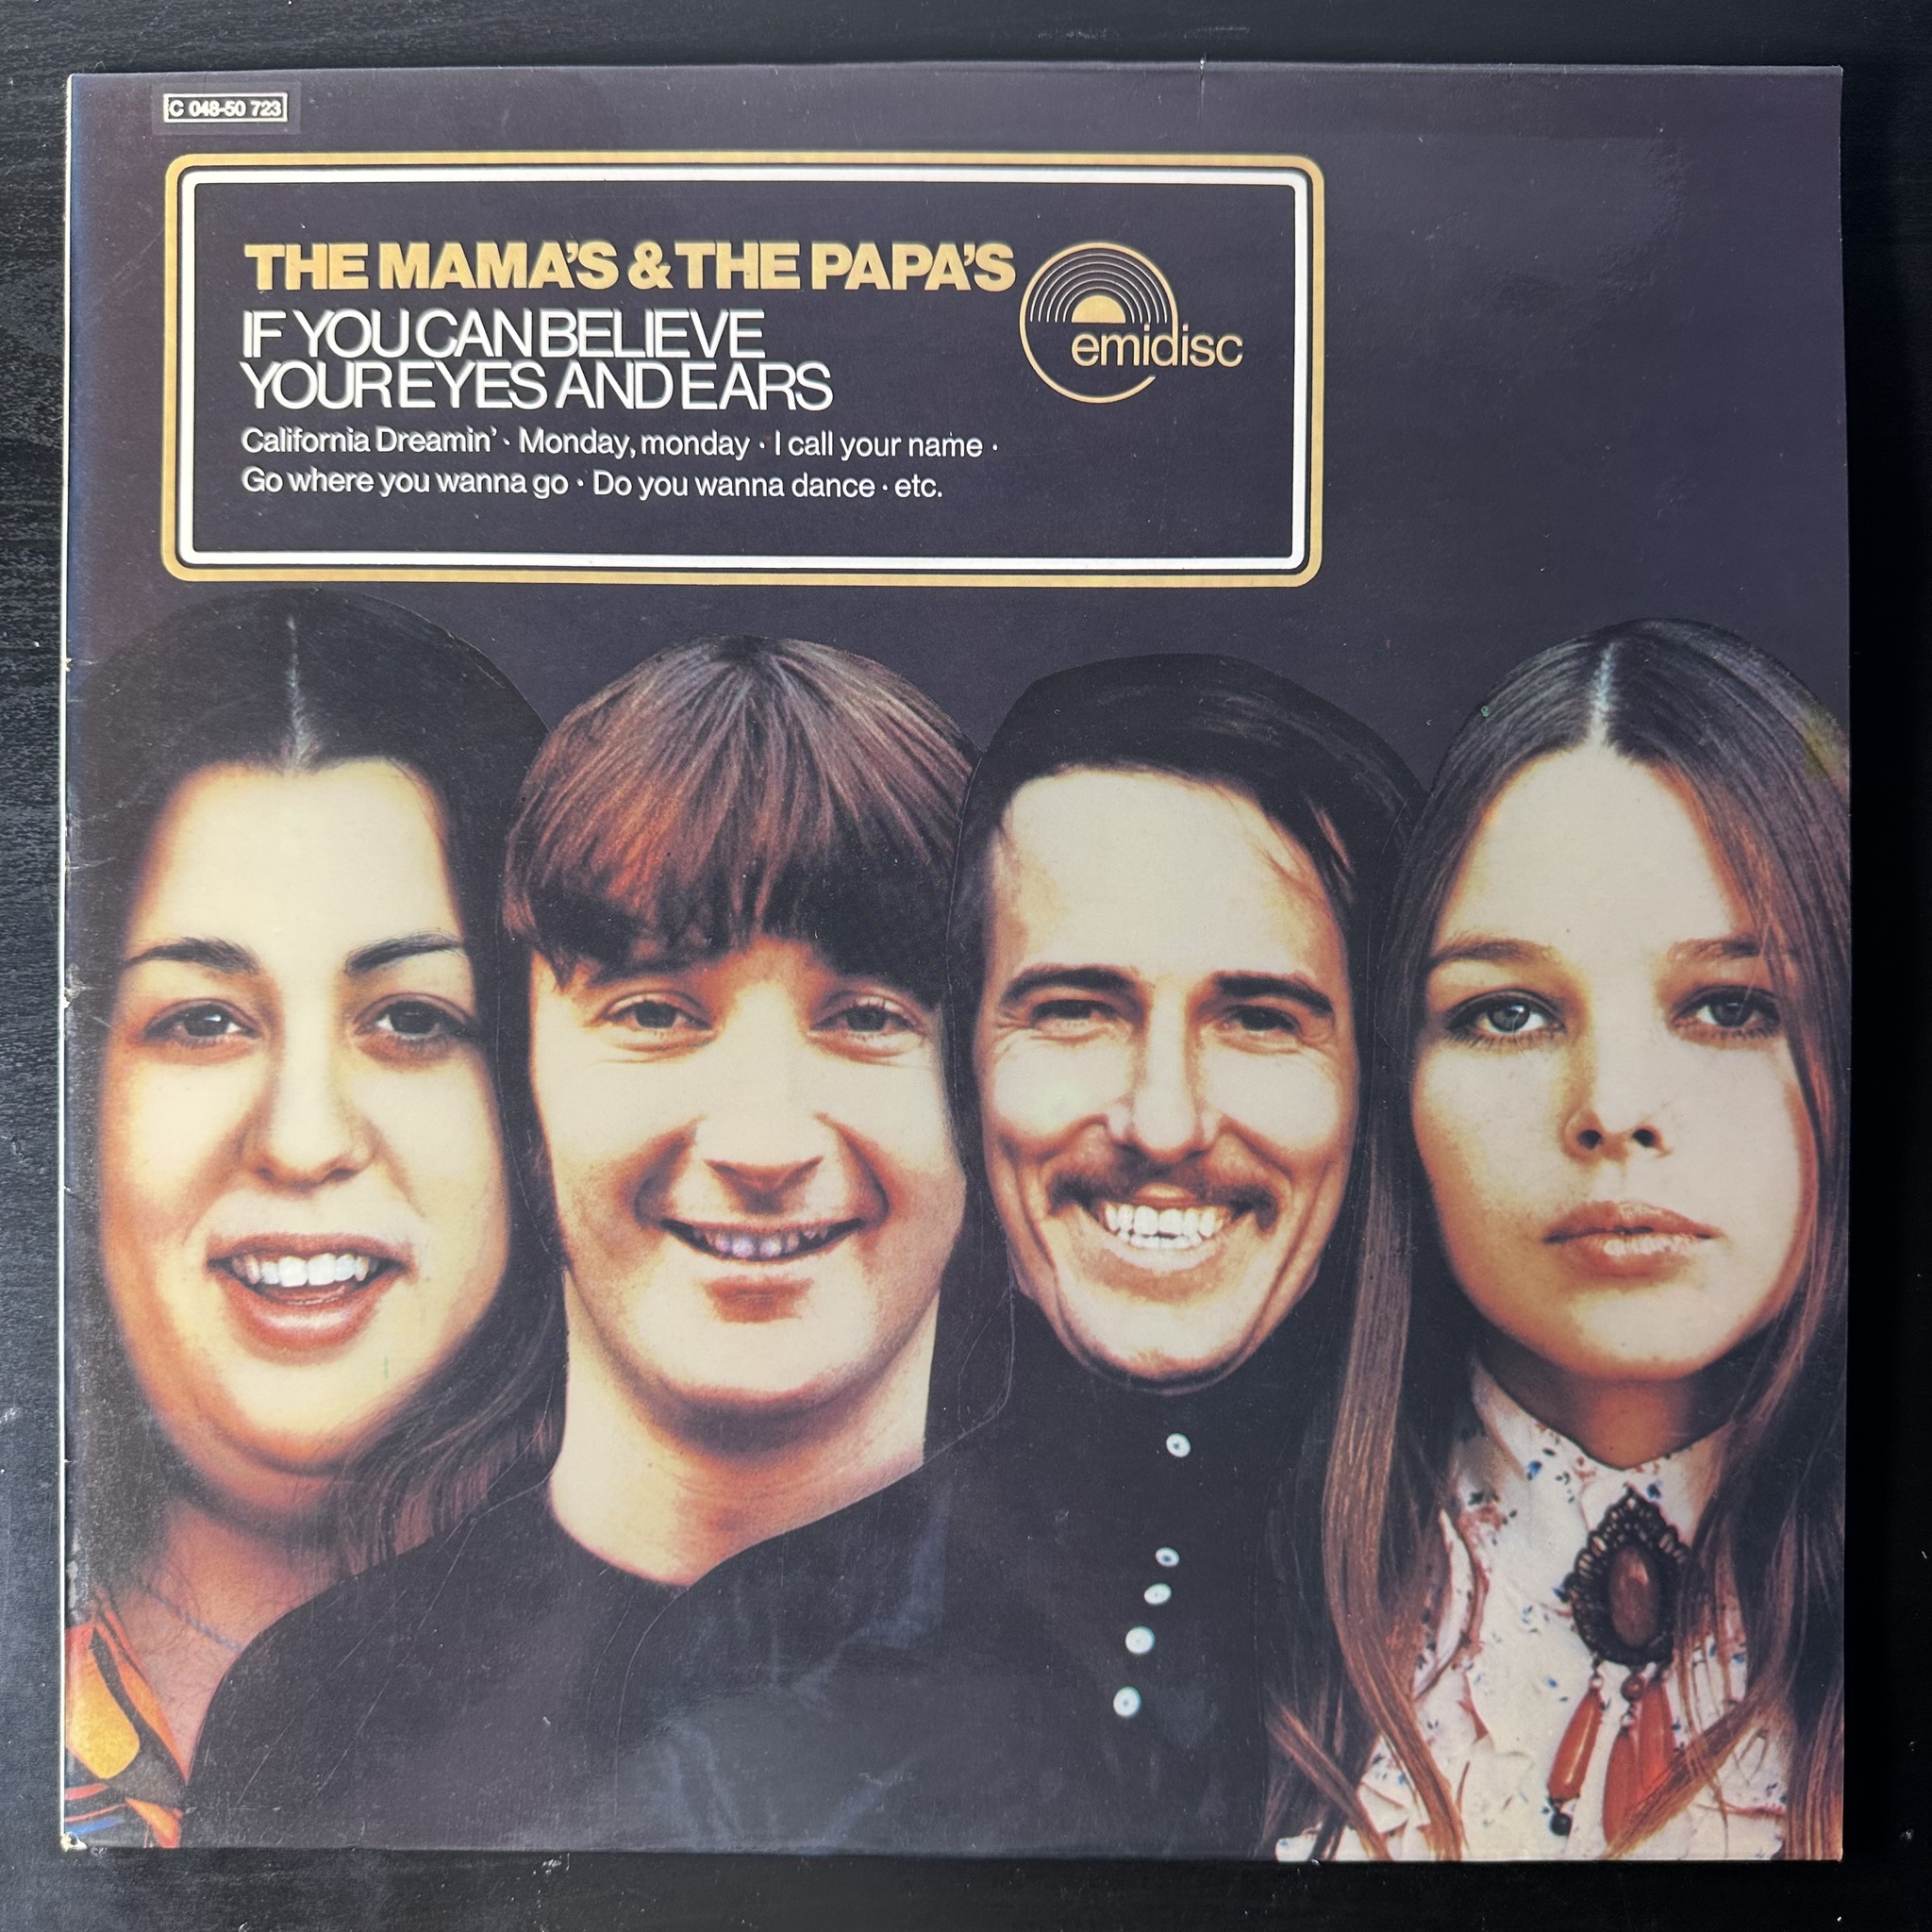 C 048-50 723
THE MAMA'S & THE PAPA'S
IF YOU CAN BELIEVE
YOUR EYES AND EARS
emidisc
California Dreamin' · Monday, monday · I call your name ·
Go where you wanna go · Do you wanna dance · etc.